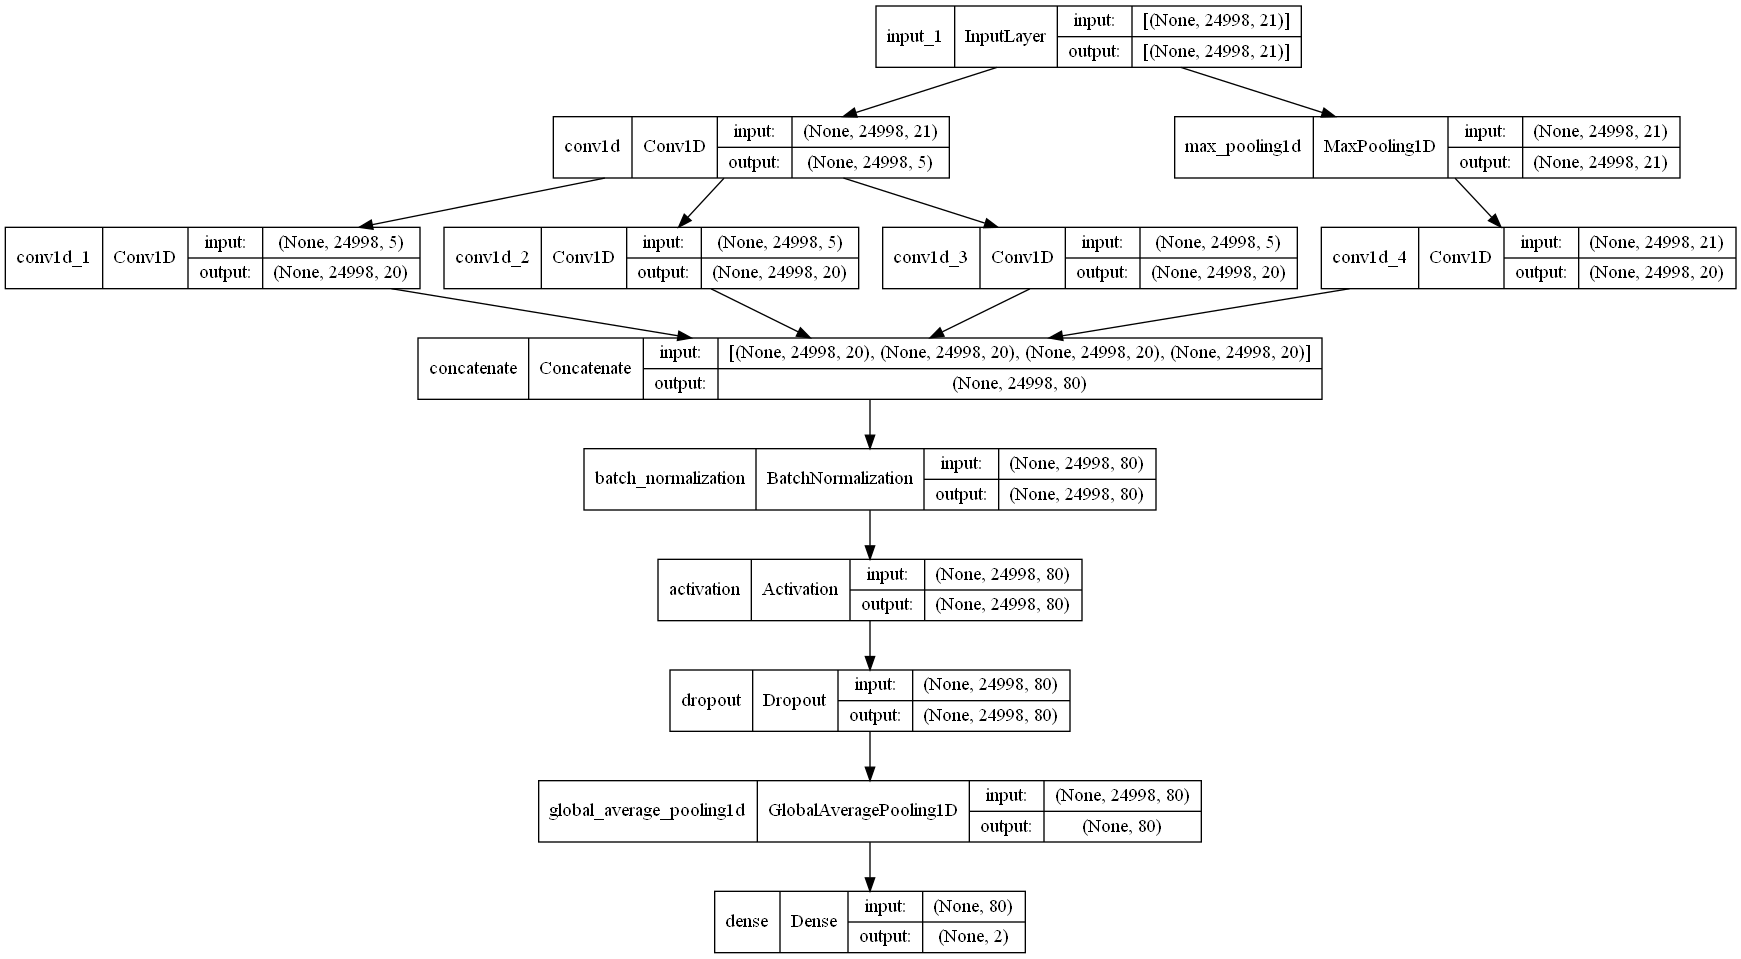 input_1 InputLayer input: [(None, 24998, 21)]
output: [(None, 24998, 21)]
conv1d Conv1D input: (None, 24998, 21)
output: (None, 24998, 5)
max_pooling1d MaxPooling1D input: (None, 24998, 21)
output: (None, 24998, 21)
conv1d_1 Conv1D input: (None, 24998, 5)
output: (None, 24998, 20)
conv1d_2 Conv1D input: (None, 24998, 5)
output: (None, 24998, 20)
conv1d_3 Conv1D input: (None, 24998, 5)
output: (None, 24998, 20)
conv1d_4 Conv1D input: (None, 24998, 21)
output: (None, 24998, 20)
concatenate Concatenate input: [(None, 24998, 20), (None, 24998, 20), (None, 24998, 20), (None, 24998, 20)]
output: (None, 24998, 80)
batch_normalization BatchNormalization input: (None, 24998, 80)
output: (None, 24998, 80)
activation Activation input: (None, 24998, 80)
output: (None, 24998, 80)
dropout Dropout input: (None, 24998, 80)
output: (None, 24998, 80)
global_average_pooling1d GlobalAveragePooling1D input: (None, 24998, 80)
output: (None, 80)
dense Dense input: (None, 80)
output: (None, 2)